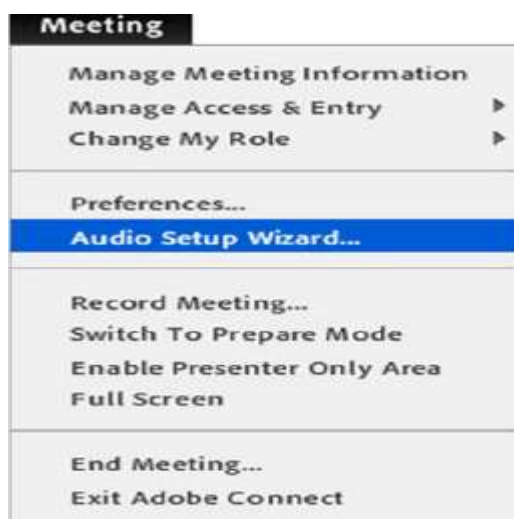 Meeting
Manage Meeting Information
Manage Access & Entry
Change My Role
Preferences...
Audio Setup Wizard...
Record Meeting...
Switch To Prepare Mode
Enable Presenter Only Area
Full Screen
End Meeting...
Exit Adobe Connect